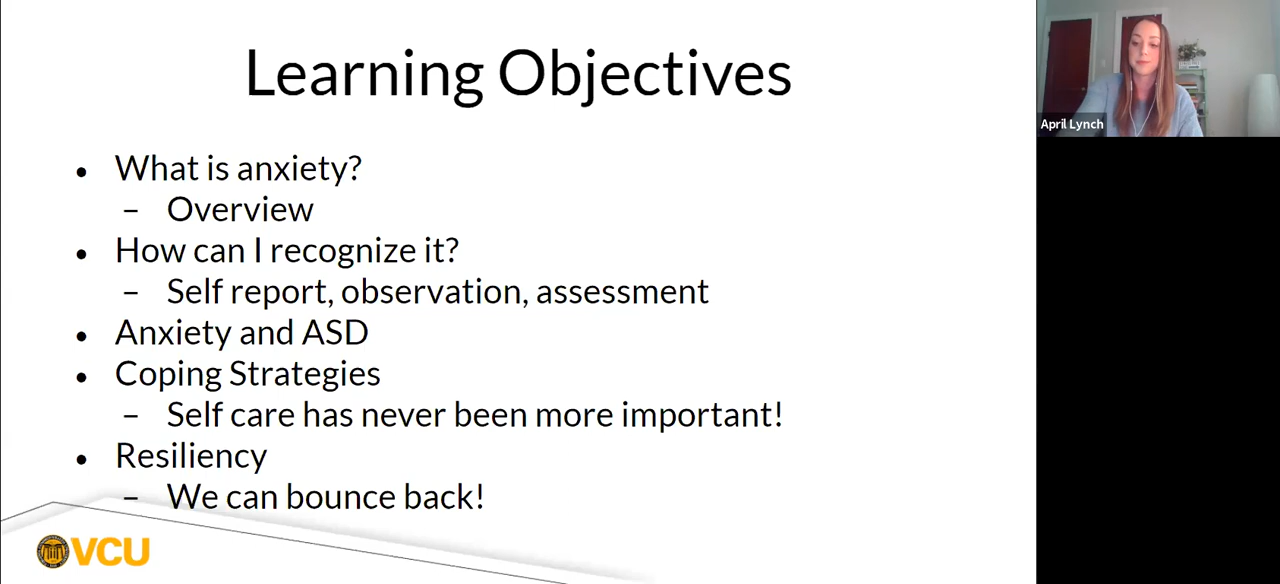 Learning Objectives
• What is anxiety?
– Overview
• How can I recognize it?
– Self report, observation, assessment
• Anxiety and ASD
• Coping Strategies
– Self care has never been more important!
• Resiliency
– We can bounce back!
VCU
April Lynch